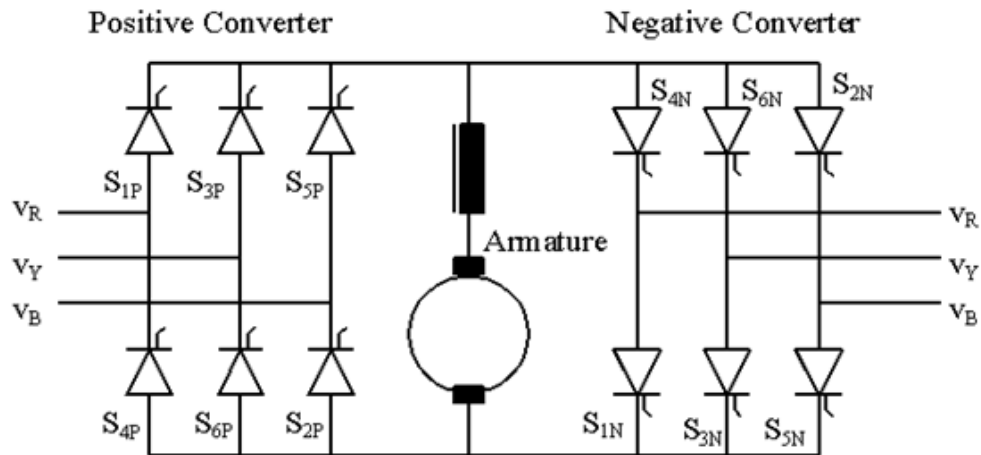 Positive Converter
Negative Converter
S4N
S6N
S2N
S1P
S3P
S5P
vR
vR
Armature
vY
vY
vB
vB
S4P
S6P
S2P
S1N
S3N
S5N